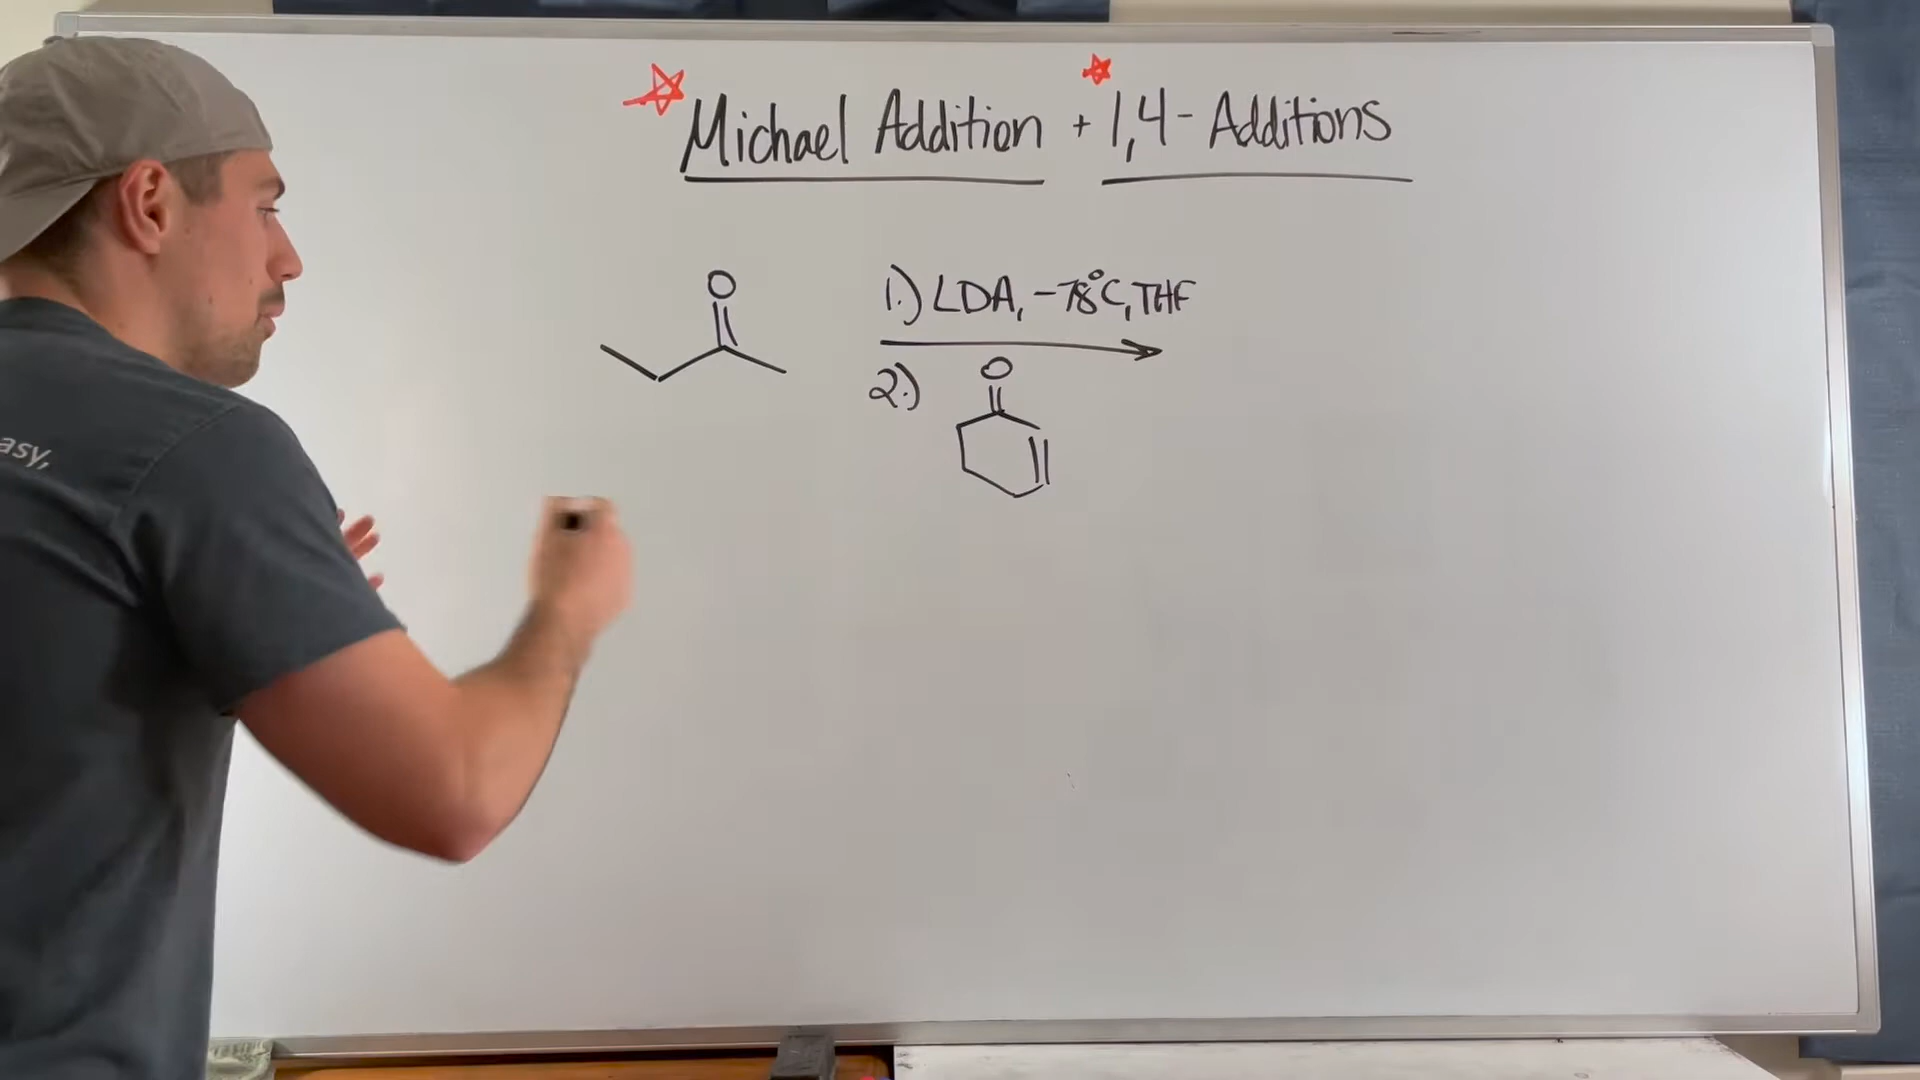 Michael Addition + 1,4-Additions
O
1.) LDA, -78°C, THF
2.)
O
asy,